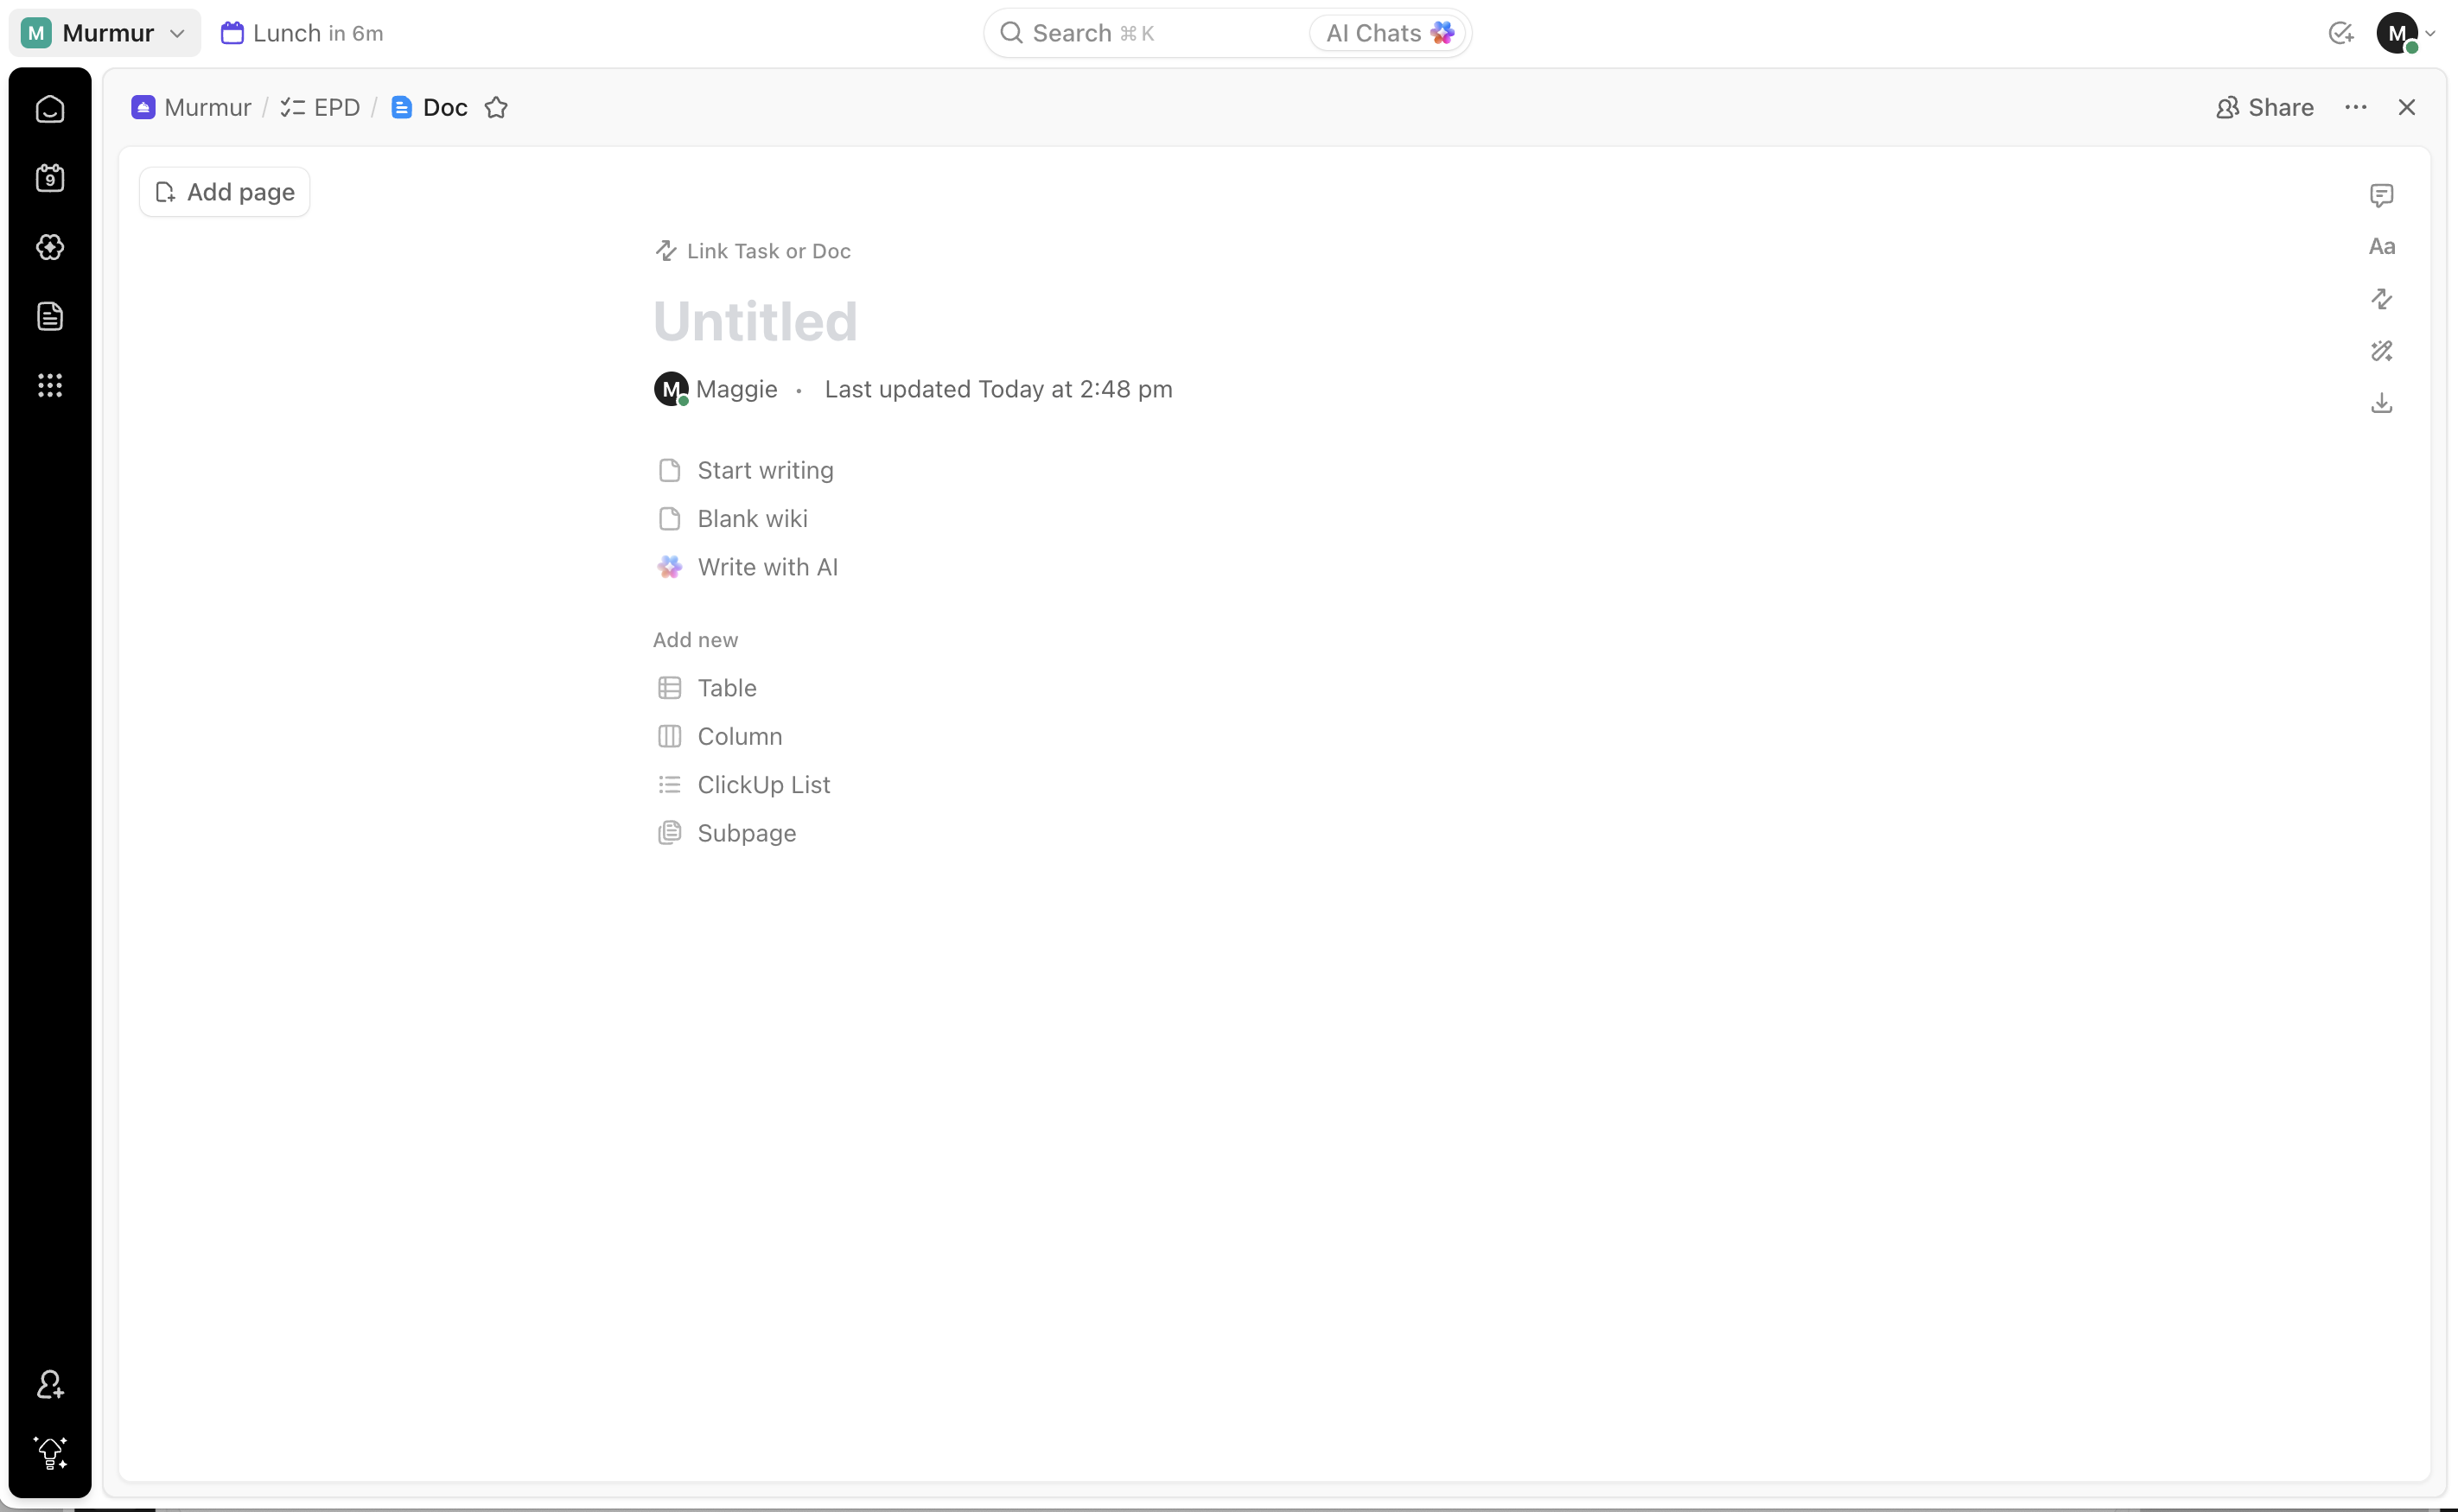 M Murmur Lunch in 6m Search ⌘K AI Chats M
Murmur / EPD / Doc Share
9
Add page
Aa
Link Task or Doc
Untitled
M Maggie • Last updated Today at 2:48 pm
Start writing
Blank wiki
Write with AI
Add new
Table
Column
ClickUp List
Subpage